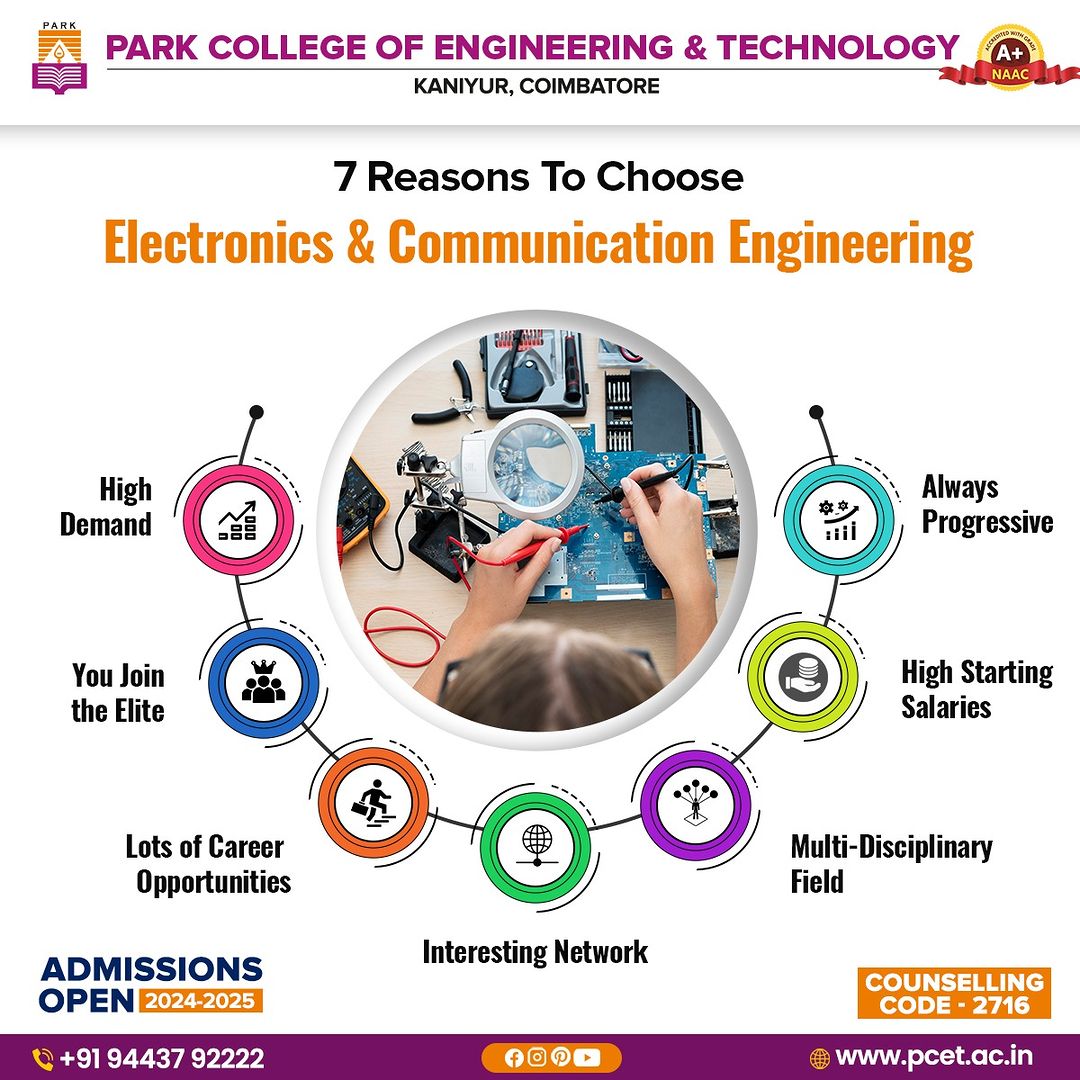 PARK
PARK COLLEGE OF ENGINEERING & TECHNOLOGY
KANIYUR, COIMBATORE
ACCREDITED WITH GRADE
A+
NAAC
7 Reasons To Choose
Electronics & Communication Engineering
High
Demand
You Join
the Elite
Lots of Career
Opportunities
Interesting Network
Multi-Disciplinary
Field
High Starting
Salaries
Always
Progressive
ADMISSIONS
OPEN 2024-2025
COUNSELLING
CODE - 2716
+91 94437 92222
www.pcet.ac.in